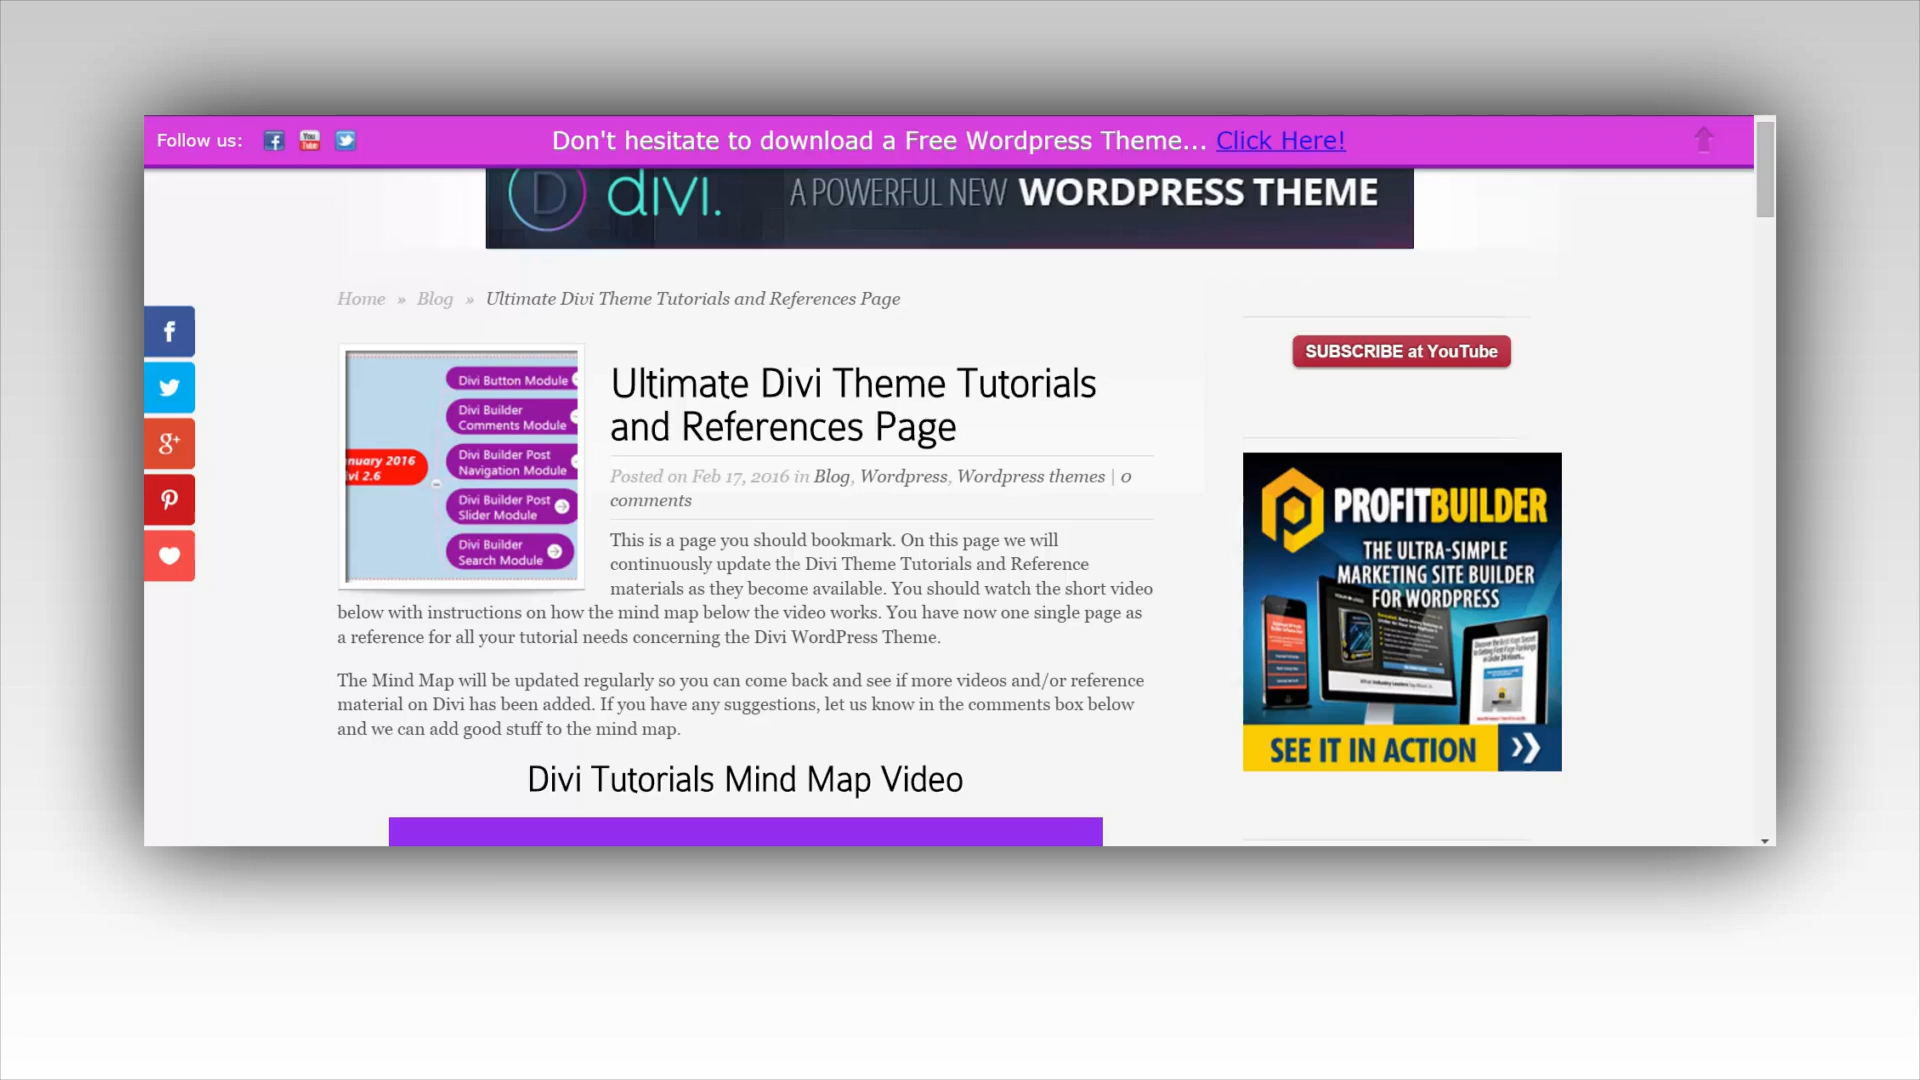 Follow us:
Don't hesitate to download a Free Wordpress Theme... Click Here!
divi.
A POWERFUL NEW WORDPRESS THEME
Home » Blog » Ultimate Divi Theme Tutorials and References Page
Divi Button Module
Divi Builder
Comments Module
nuary 2016
ivi 2.6
Divi Builder Post
Navigation Module
Divi Builder Post
Slider Module
Divi Builder
Search Module
Ultimate Divi Theme Tutorials
and References Page
Posted on Feb 17, 2016 in Blog, Wordpress, Wordpress themes | 0
comments
This is a page you should bookmark. On this page we will
continuously update the Divi Theme Tutorials and Reference
materials as they become available. You should watch the short video
below with instructions on how the mind map below the video works. You have now one single page as
a reference for all your tutorial needs concerning the Divi WordPress Theme.
The Mind Map will be updated regularly so you can come back and see if more videos and/or reference
material on Divi has been added. If you have any suggestions, let us know in the comments box below
and we can add good stuff to the mind map.
Divi Tutorials Mind Map Video
SUBSCRIBE at YouTube
PROFITBUILDER
THE ULTRA-SIMPLE
MARKETING SITE BUILDER
FOR WORDPRESS
SEE IT IN ACTION